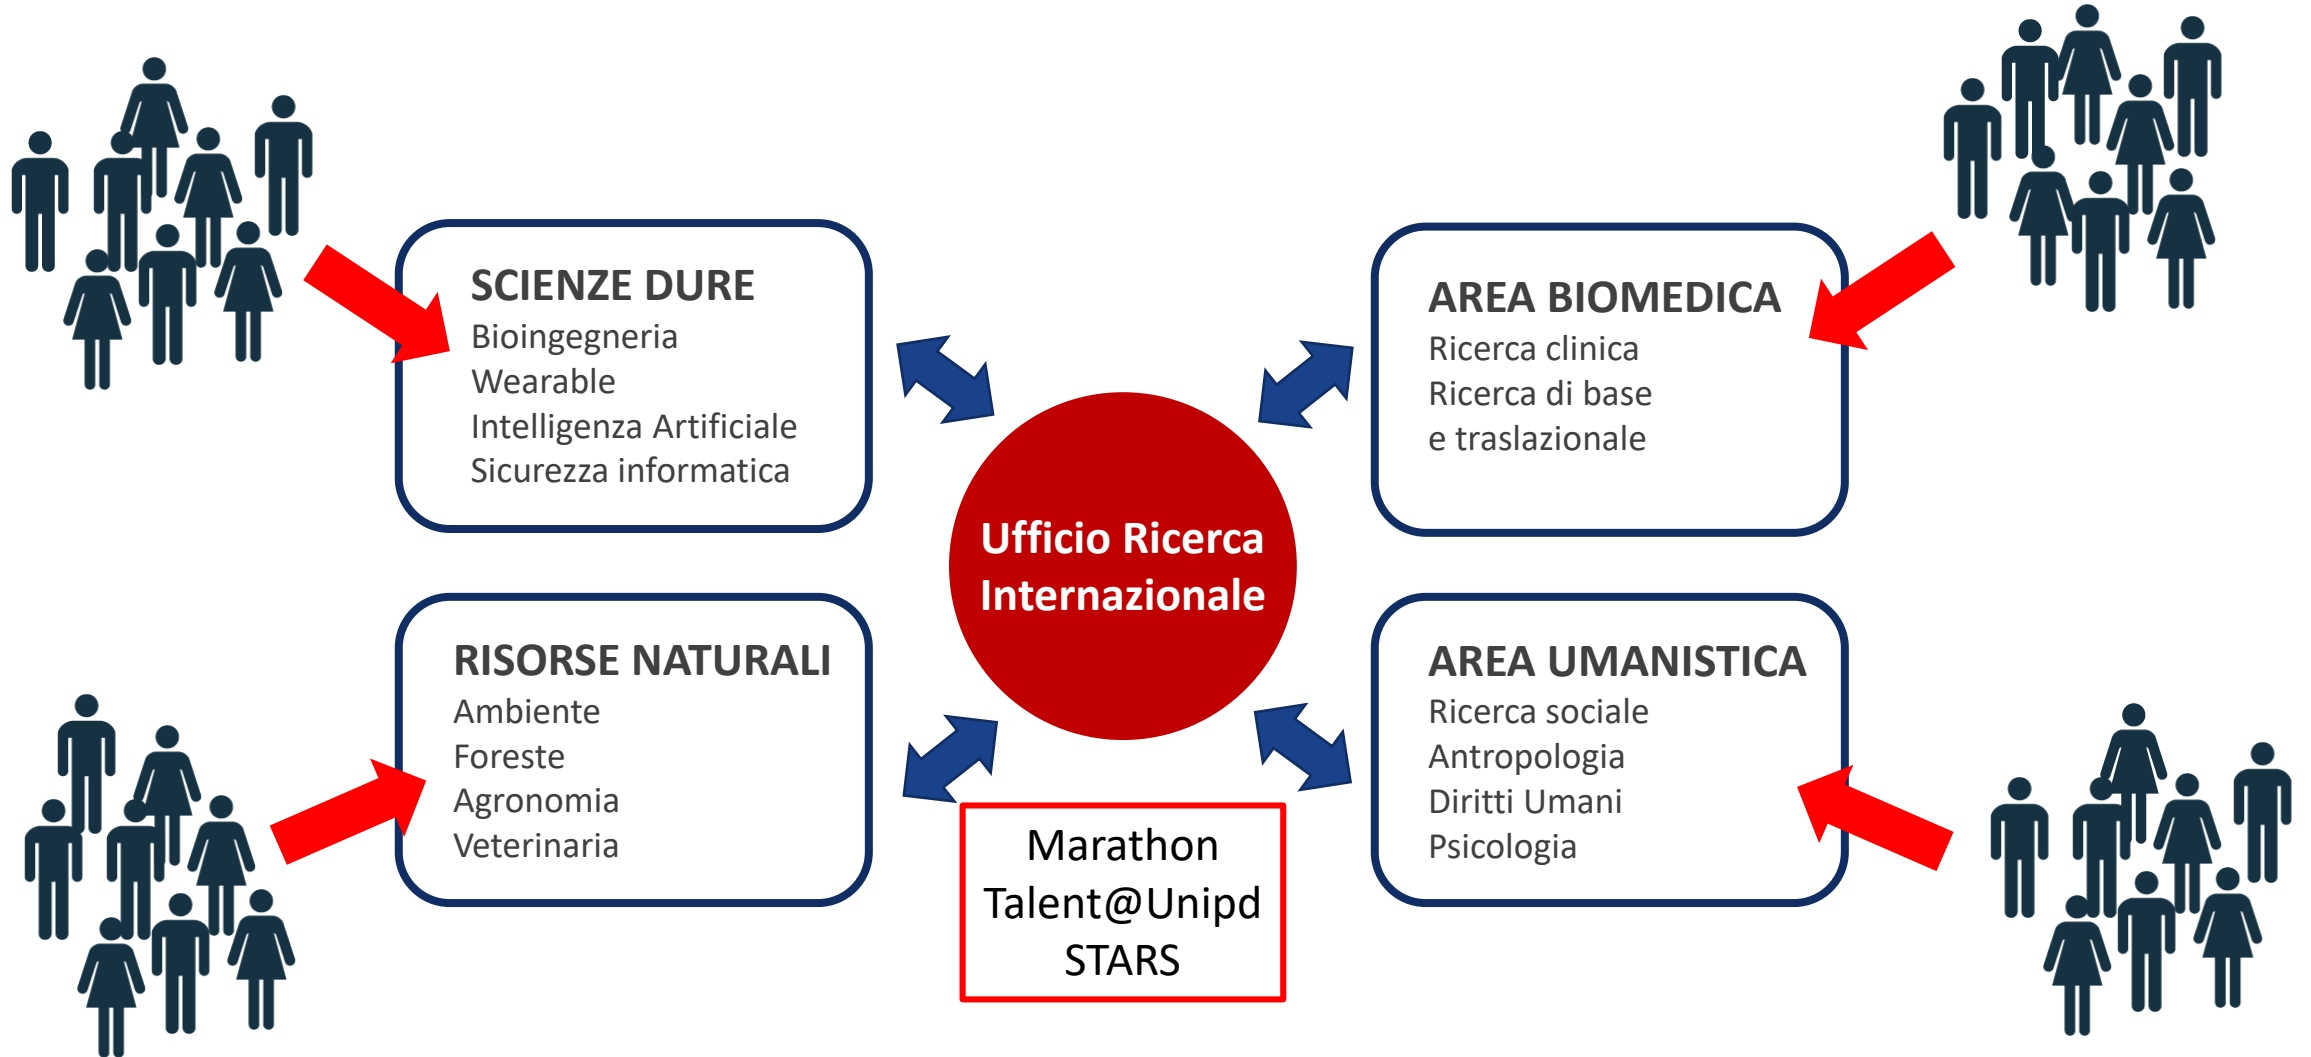 SCIENZE DURE
Bioingegneria
Wearable
Intelligenza Artificiale
Sicurezza informatica
AREA BIOMEDICA
Ricerca clinica
Ricerca di base
e traslazionale
Ufficio Ricerca
Internazionale
RISORSE NATURALI
Ambiente
Foreste
Agronomia
Veterinaria
AREA UMANISTICA
Ricerca sociale
Antropologia
Diritti Umani
Psicologia
Marathon
Talent@Unipd
STARS